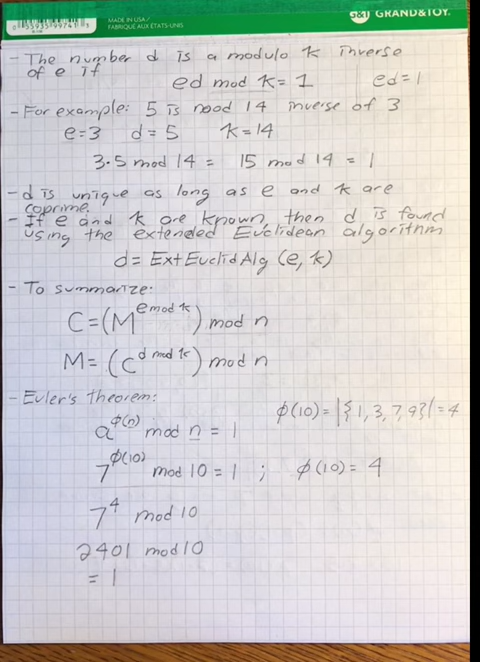 MADE IN USA/
FABRIQUE AUX ÉTATS-UNIS
S&T GRAND&TOY.
- The number d is a modulo k inverse
of e if
ed mod k = 1 ed = 1
- For example: 5 is mod 14 inverse of 3
e=3 d=5 k=14
3·5 mod 14 = 15 mod 14 = 1
- d is unique as long as e and k are
coprime.
- If e and k are known, then d is found
using the extended Euclidean algorithm
d = ExtEuclidAlg (e, k)
- To summarize:
C = (M^(e mod k)) mod n
M = (C^(d mod k)) mod n
- Euler's theorem:
ϕ(10) = |{1, 3, 7, 9}| = 4
a^ϕ(n) mod n = 1
7^ϕ(10) mod 10 = 1 ; ϕ(10) = 4
7^4 mod 10
2401 mod 10
= 1